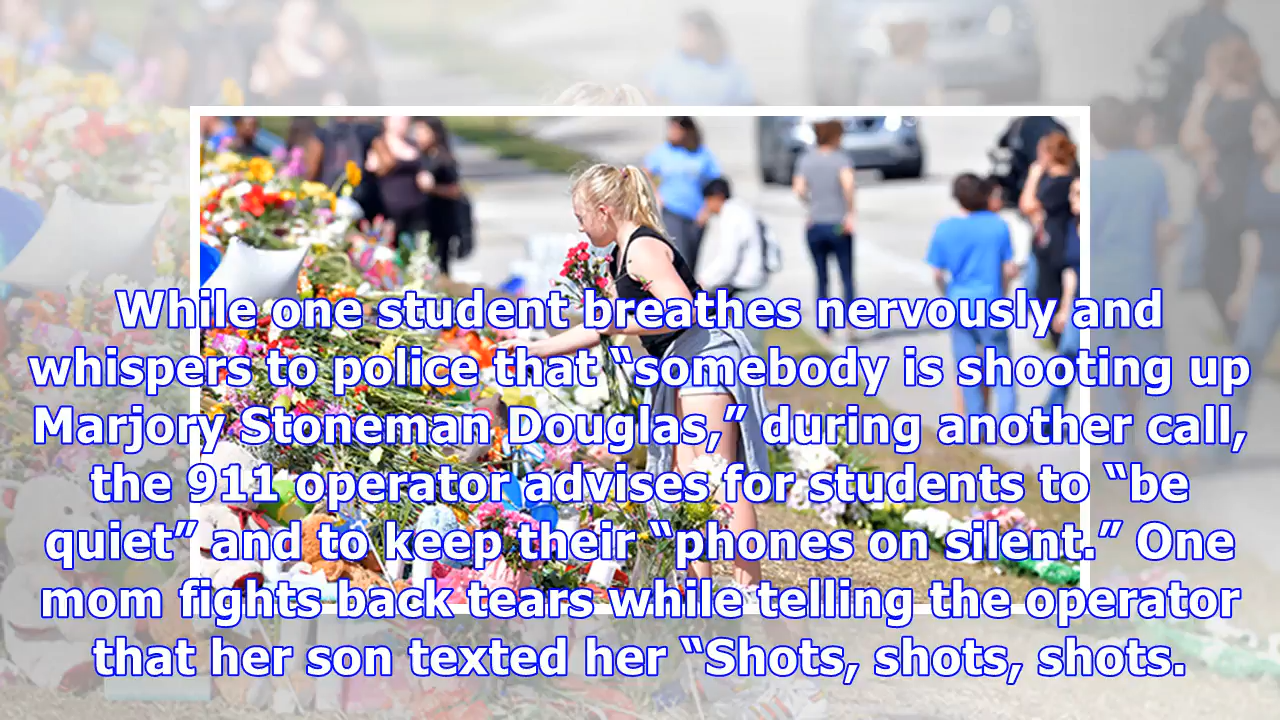 While one student breathes nervously and
whispers to police that “somebody is shooting up
Marjory Stoneman Douglas,” during another call,
the 911 operator advises for students to “be
quiet” and to keep their “phones on silent.” One
mom fights back tears while telling the operator
that her son texted her “Shots, shots, shots.